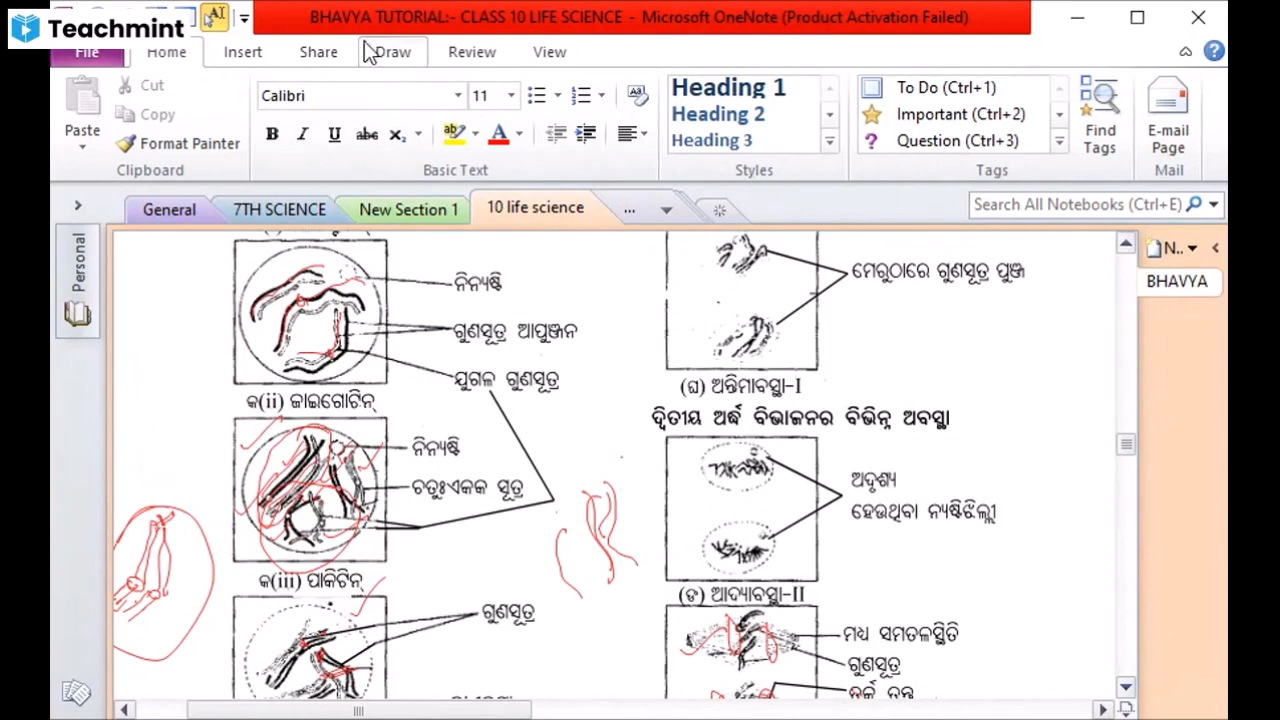 BHAVYA TUTORIAL:- CLASS 10 LIFE SCIENCE - Microsoft OneNote (Product Activation Failed)
Teachmint
File Home Insert Share Draw Review View
Cut
Copy
Paste
Format Painter
Clipboard
Calibri 11
Basic Text
Heading 1
Heading 2
Heading 3
Styles
To Do (Ctrl+1)
Important (Ctrl+2)
Question (Ctrl+3)
Tags
Find Tags
E-mail Page
Mail
General 7TH SCIENCE New Section 1 10 life science ...
Search All Notebooks (Ctrl+E)
Personal
N..
BHAVYA
ନିନ୍ୟଷ୍ଟି
ଗୁଣସୂତ୍ର ଆପୁଞ୍ଜନ
ଯୁଗଳ ଗୁଣସୂତ୍ର
କ(ii) ଜାଇଗୋଟିନ୍
ନିନ୍ୟଷ୍ଟି
ଚତୁଃଏକକ ସୂତ୍ର
କ(iii) ପାକିଟିନ୍
ଗୁଣସୂତ୍ର
ମେରୁଠାରେ ଗୁଣସୂତ୍ର ପୁଞ୍ଜ
(ଘ) ଅନ୍ତିମାବସ୍ଥା-I
ଦ୍ୱିତୀୟ ଅର୍ଦ୍ଧ ବିଭାଜନର ବିଭିନ୍ନ ଅବସ୍ଥା
ଅଦୃଶ୍ୟ
ହେଉଥିବା ନ୍ୟଷ୍ଟିଝିଲ୍ଲୀ
(ଙ) ଆଦ୍ୟାବସ୍ଥା-II
ମଧ୍ୟ ସମତଳସ୍ଥିତି
ଗୁଣସୂତ୍ର